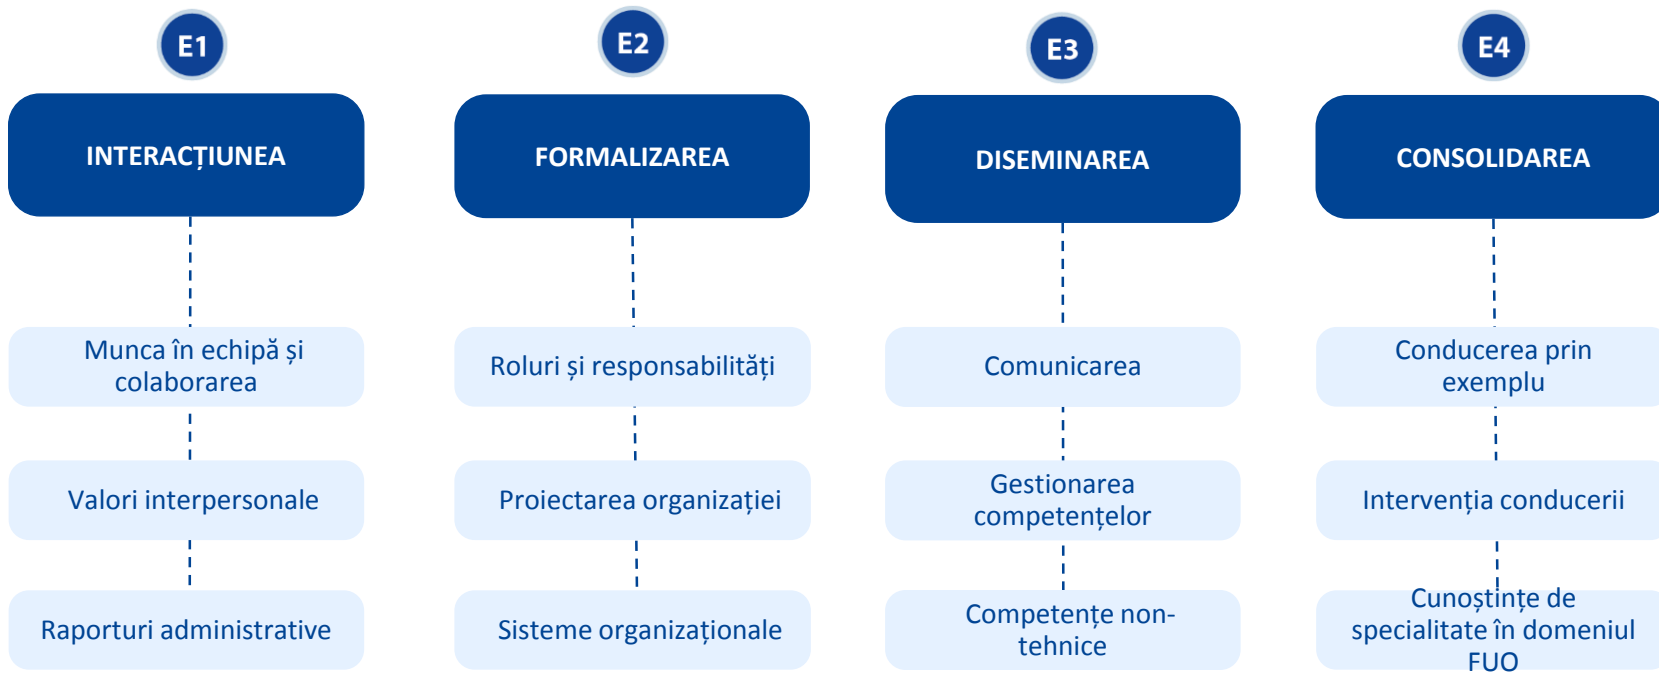 E1
INTERACȚIUNEA
Munca în echipă și
colaborarea
Valori interpersonale
Raporturi administrative
E2
FORMALIZAREA
Roluri și responsabilități
Proiectarea organizației
Sisteme organizaționale
E3
DISEMINAREA
Comunicarea
Gestionarea
competențelor
Competențe non-
tehnice
E4
CONSOLIDAREA
Conducerea prin
exemplu
Intervenția conducerii
Cunoștințe de
specialitate în domeniul
FUO